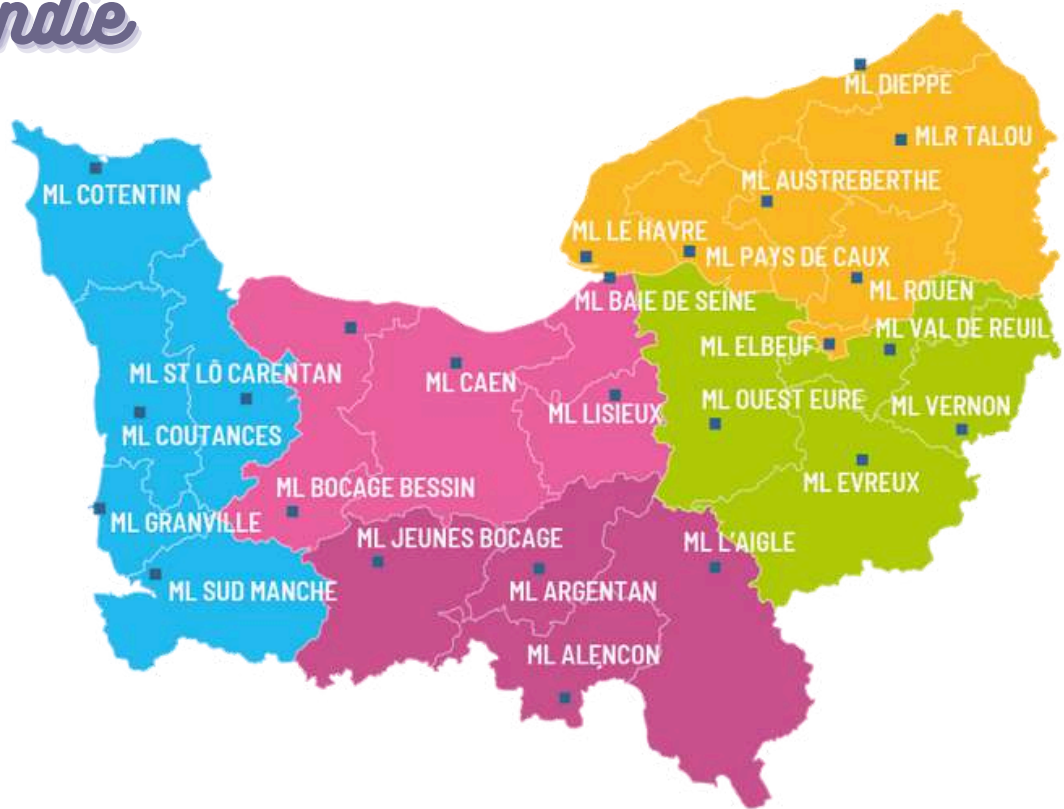 ndie
ML DIEPPE
MLR TALOU
ML AUSTREBERTHE
ML COTENTIN
ML LE HAVRE
ML PAYS DE CAUX
ML ROUEN
ML BAIE DE SEINE
ML VAL DE REUIL
ML ELBEUF
ML ST LÔ CARENTAN
ML CAEN
ML LISIEUX
ML OUEST EURE
ML VERNON
ML COUTANCES
ML EVREUX
ML BOCAGE BESSIN
ML GRANVILLE
ML JEUNES BOCAGE
ML L'AIGLE
ML SUD MANCHE
ML ARGENTAN
ML ALENÇON